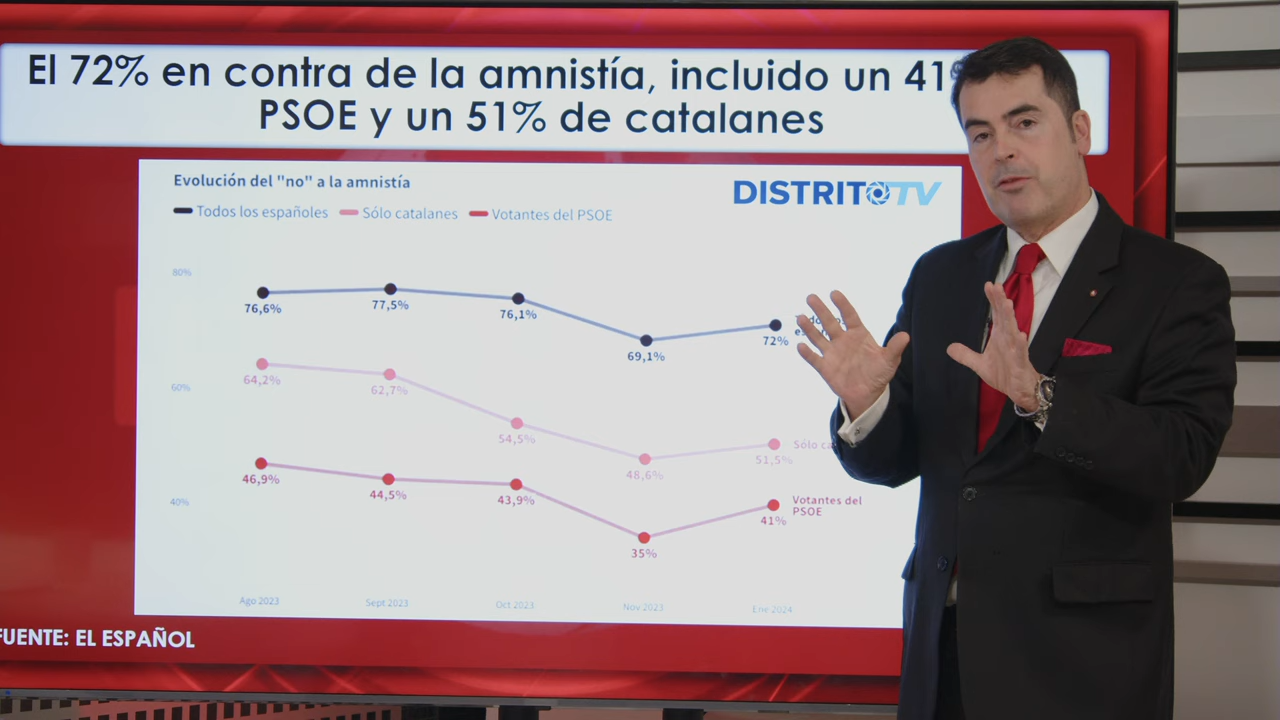 El 72% en contra de la amnistía, incluido un 41%
PSOE y un 51% de catalanes
Evolución del "no" a la amnistía
DISTRITO TV
Todos los españoles Sólo catalanes Votantes del PSOE
80%
76,6% 77,5% 76,1% 69,1% 72%
60%
64,2% 62,7% 54,5% 48,6% 51,5% Sólo
40%
46,9% 44,5% 43,9% 35% 41% Votantes del
PSOE
Ago 2023 Sept 2023 Oct 2023 Nov 2023 Ene 2024
FUENTE: EL ESPAÑOL